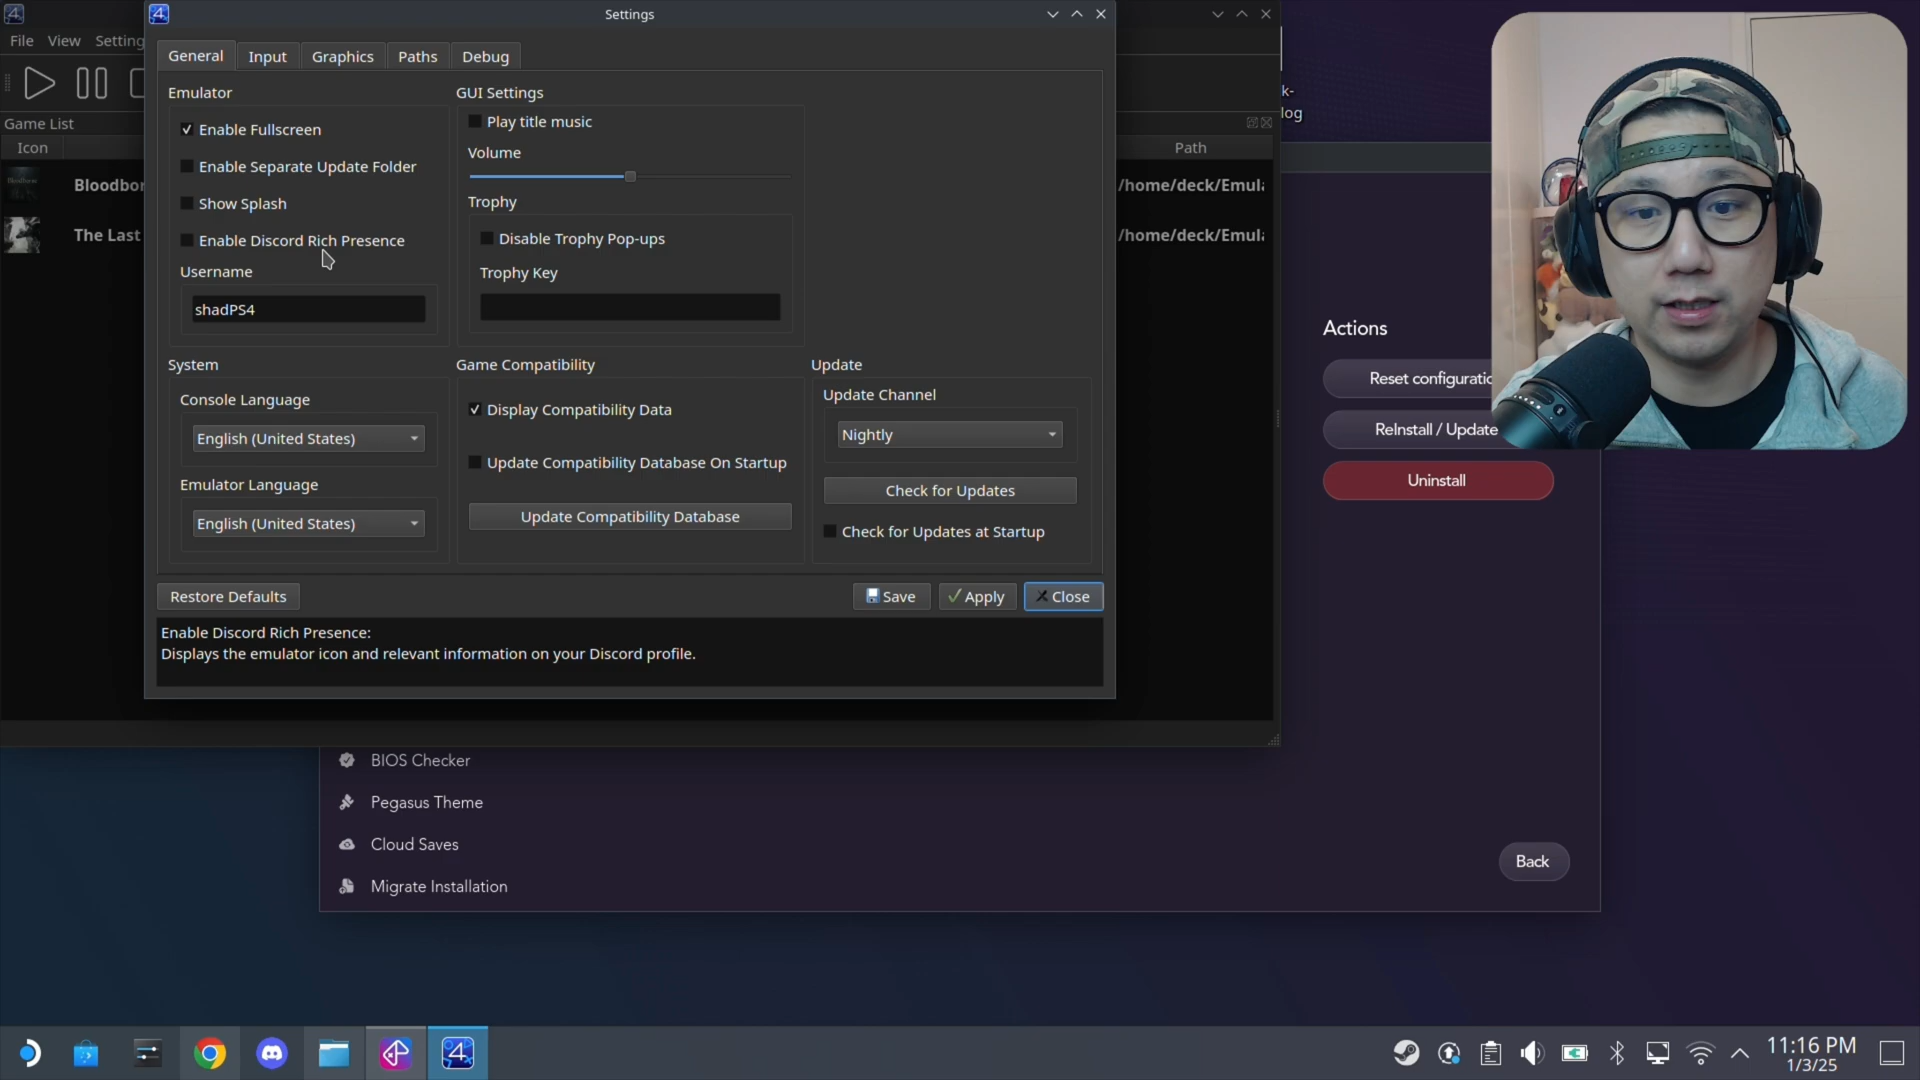 Settings
File View Setting
General Input Graphics Paths Debug
Emulator
Enable Fullscreen
Enable Separate Update Folder
Show Splash
Enable Discord Rich Presence
Username
shadPS4
GUI Settings
Play title music
Volume
Trophy
Disable Trophy Pop-ups
Trophy Key
System
Console Language
English (United States)
Emulator Language
English (United States)
Game Compatibility
Display Compatibility Data
Update Compatibility Database On Startup
Update Compatibility Database
Update
Update Channel
Nightly
Check for Updates
Check for Updates at Startup
Restore Defaults
Save
Apply
Close
Enable Discord Rich Presence:
Displays the emulator icon and relevant information on your Discord profile.
Game List
Icon
Path
Bloodbor
/home/deck/Emula
The Last
/home/deck/Emula
k-
log
Actions
Reset configuratio
ReInstall / Update
Uninstall
BIOS Checker
Pegasus Theme
Cloud Saves
Migrate Installation
Back
11:16 PM
1/3/25